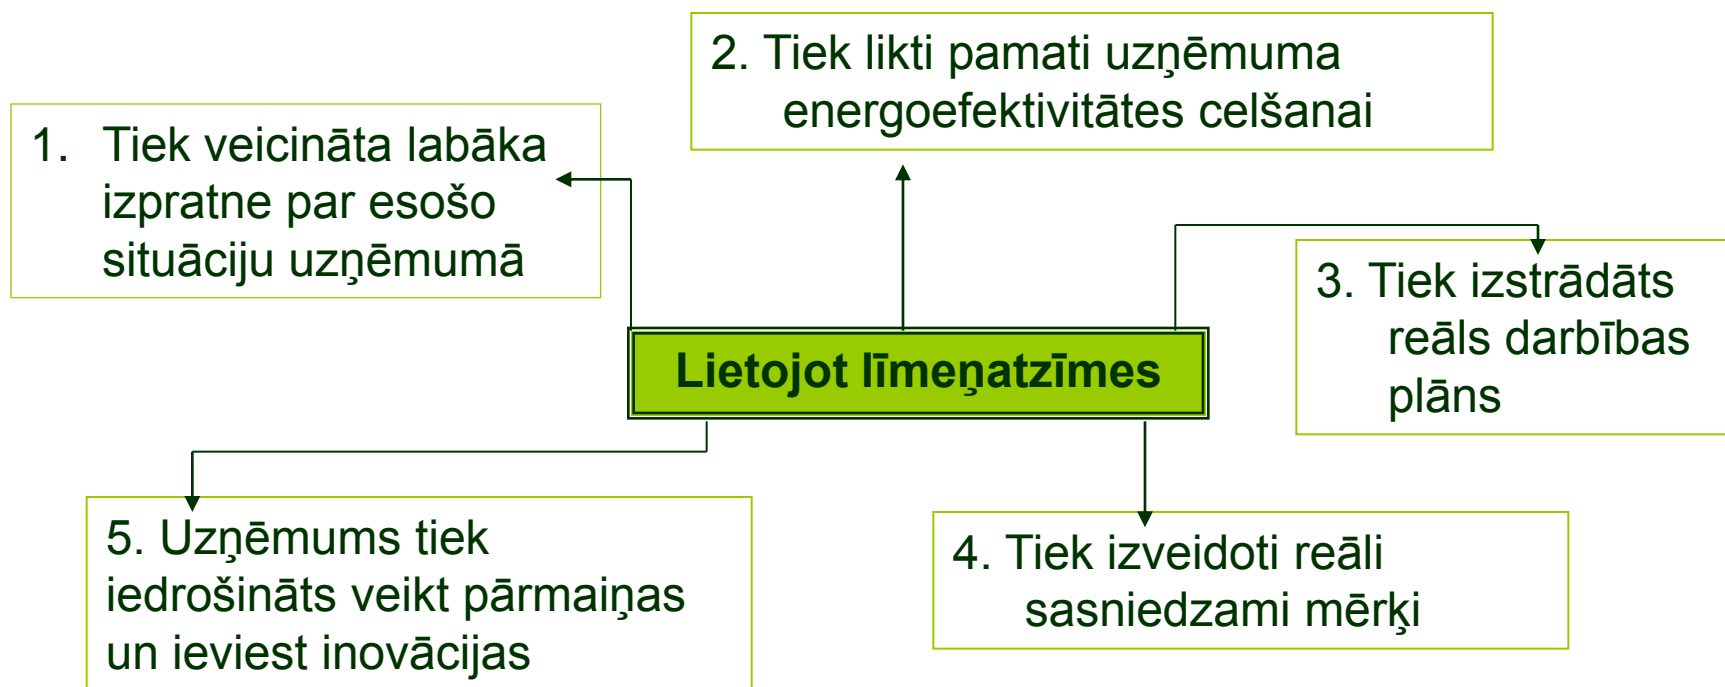 1. Tiek veicināta labāka
izpratne par esošo
situāciju uzņēmumā
2. Tiek likti pamati uzņēmuma
energoefektivitātes celšanai
3. Tiek izstrādāts
reāls darbības
plāns
Lietojot līmeņatzīmes
4. Tiek izveidoti reāli
sasniedzami mērķi
5. Uzņēmums tiek
iedrošināts veikt pārmaiņas
un ieviest inovācijas